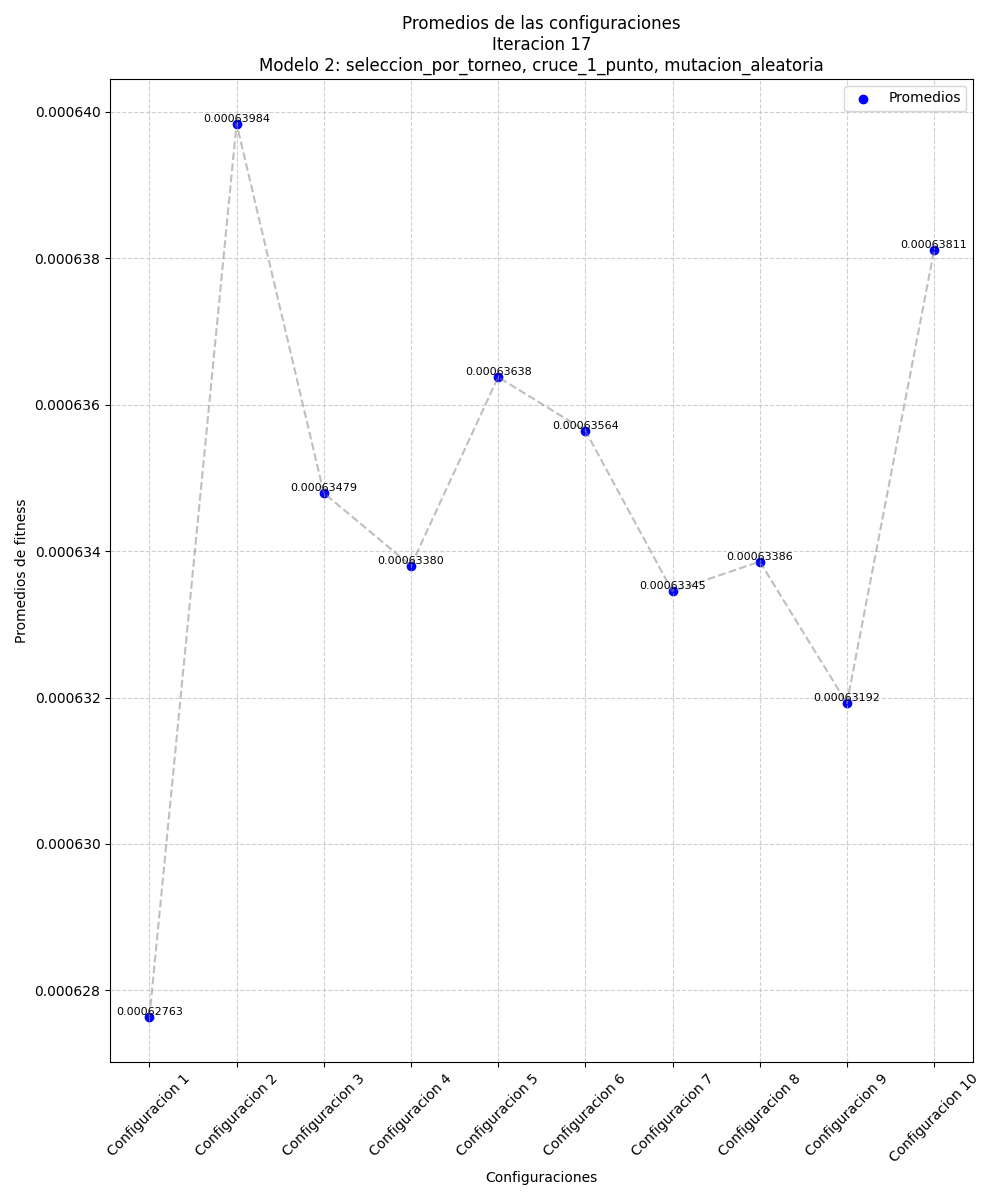 Promedios de las configuraciones
Iteracion 17
Modelo 2: seleccion_por_torneo, cruce_1_punto, mutacion_aleatoria
Promedios
0.000640
0.000638
0.000636
0.000634
0.000632
0.000630
0.000628
Promedios de fitness
0.00062763
0.00063984
0.00063479
0.00063380
0.00063638
0.00063564
0.00063345
0.00063386
0.00063192
0.00063811
Configuracion 1
Configuracion 2
Configuracion 3
Configuracion 4
Configuracion 5
Configuracion 6
Configuracion 7
Configuracion 8
Configuracion 9
Configuracion 10
Configuraciones